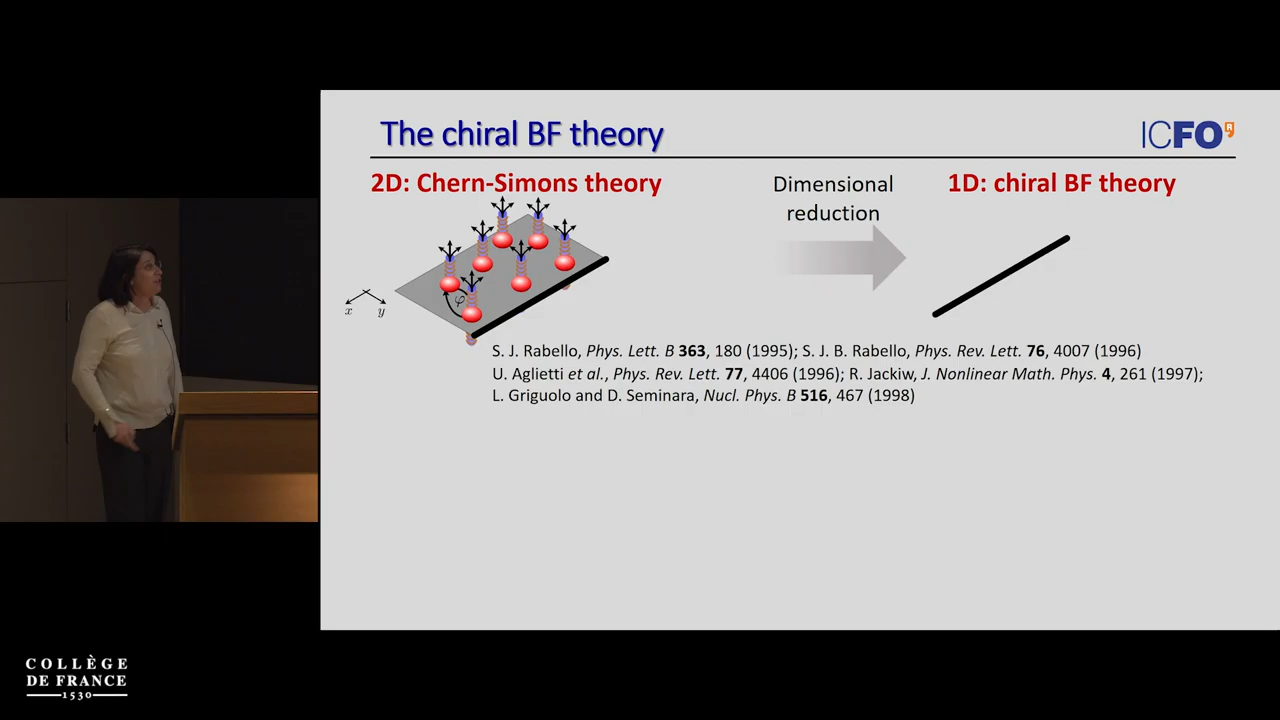 The chiral BF theory
ICFO
R
2D: Chern-Simons theory
Dimensional
reduction
1D: chiral BF theory
φ
x
y
S. J. Rabello, Phys. Lett. B 363, 180 (1995); S. J. B. Rabello, Phys. Rev. Lett. 76, 4007 (1996)
U. Aglietti et al., Phys. Rev. Lett. 77, 4406 (1996); R. Jackiw, J. Nonlinear Math. Phys. 4, 261 (1997);
L. Griguolo and D. Seminara, Nucl. Phys. B 516, 467 (1998)
COLLÈGE
DE FRANCE
1530